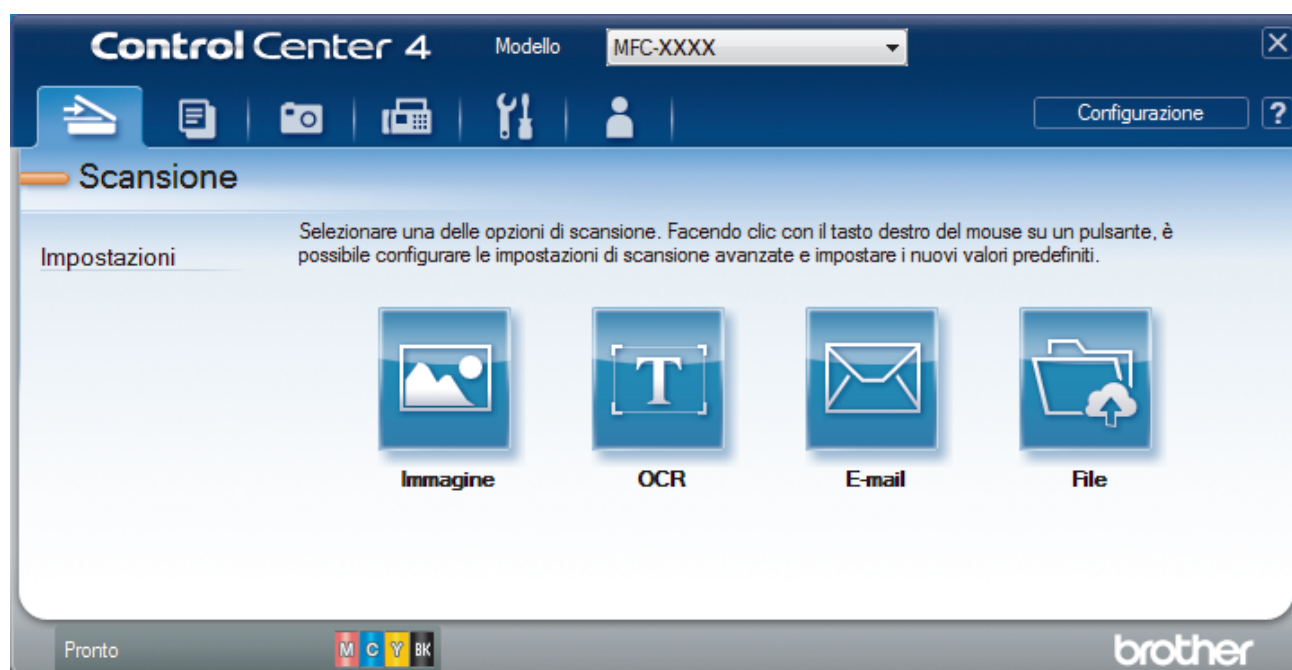 Control Center 4 Modello MFC-XXXX
Configurazione ?
Scansione
Impostazioni
Selezionare una delle opzioni di scansione. Facendo clic con il tasto destro del mouse su un pulsante, è
possibile configurare le impostazioni di scansione avanzate e impostare i nuovi valori predefiniti.
T
Immagine OCR E-mail File
Pronto M C Y BK brother